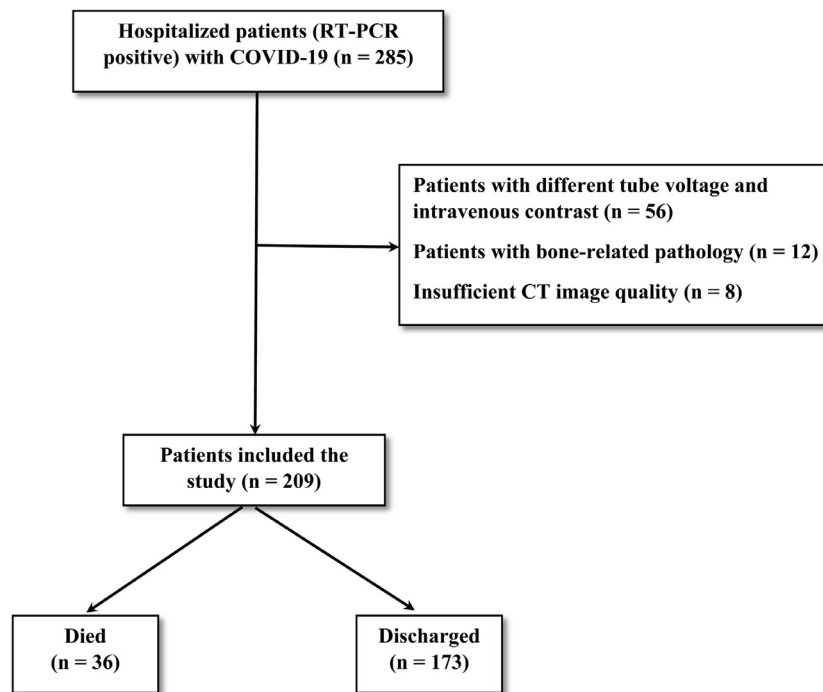 Hospitalized patients (RT-PCR
positive) with COVID-19 (n = 285)
Patients with different tube voltage and
intravenous contrast (n = 56)
Patients with bone-related pathology (n = 12)
Insufficient CT image quality (n = 8)
Patients included the
study (n = 209)
Died
(n = 36)
Discharged
(n = 173)